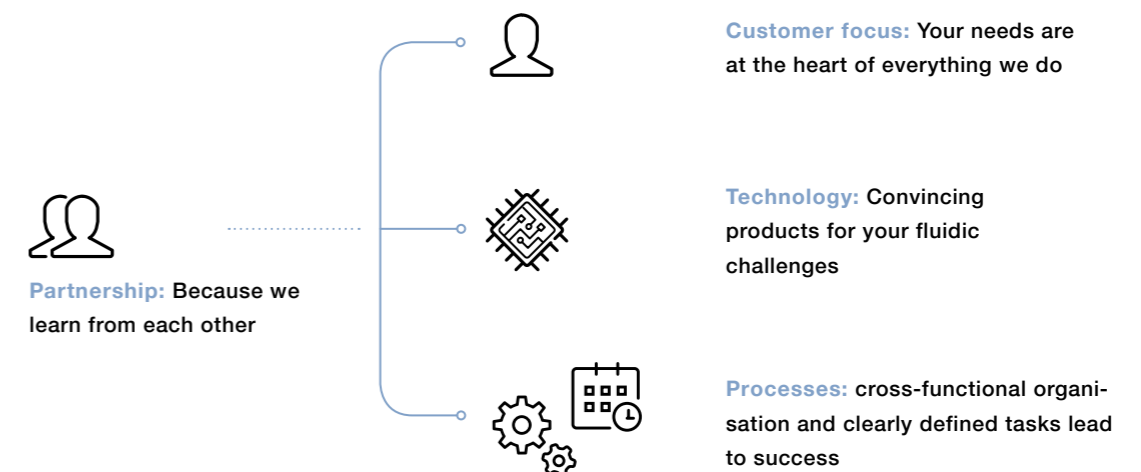 Customer focus: Your needs are
at the heart of everything we do
Technology: Convincing
products for your fluidic
challenges
Partnership: Because we
learn from each other
Processes: cross-functional organi-
sation and clearly defined tasks lead
to success